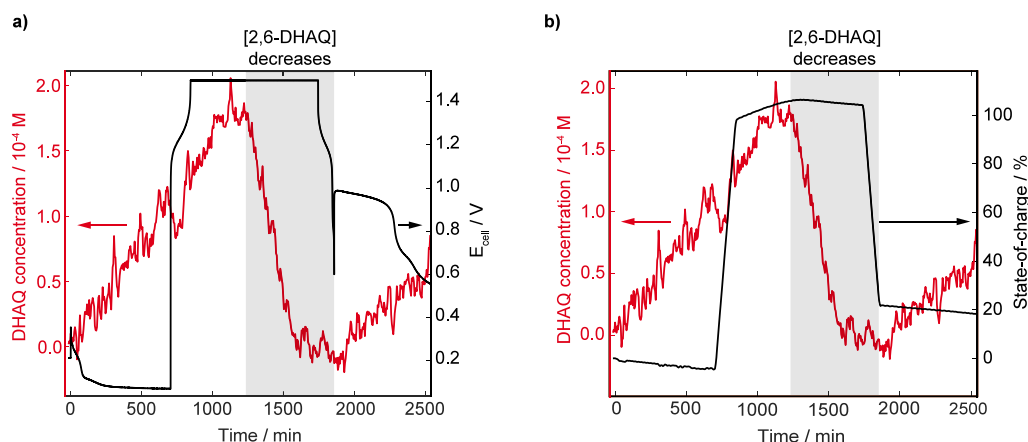 a)
[2,6-DHAQ]
decreases
DHAQ concentration / 10⁻⁴ M
2.0
1.5
1.0
0.5
0.0
1.4
1.2
1.0
0.8
0.6
0.4
0.2
E_cell / V
0
500
1000
1500
2000
2500
Time / min
b)
[2,6-DHAQ]
decreases
DHAQ concentration / 10⁻⁴ M
2.0
1.5
1.0
0.5
0.0
100
80
60
40
20
0
State-of-charge / %
0
500
1000
1500
2000
2500
Time / min